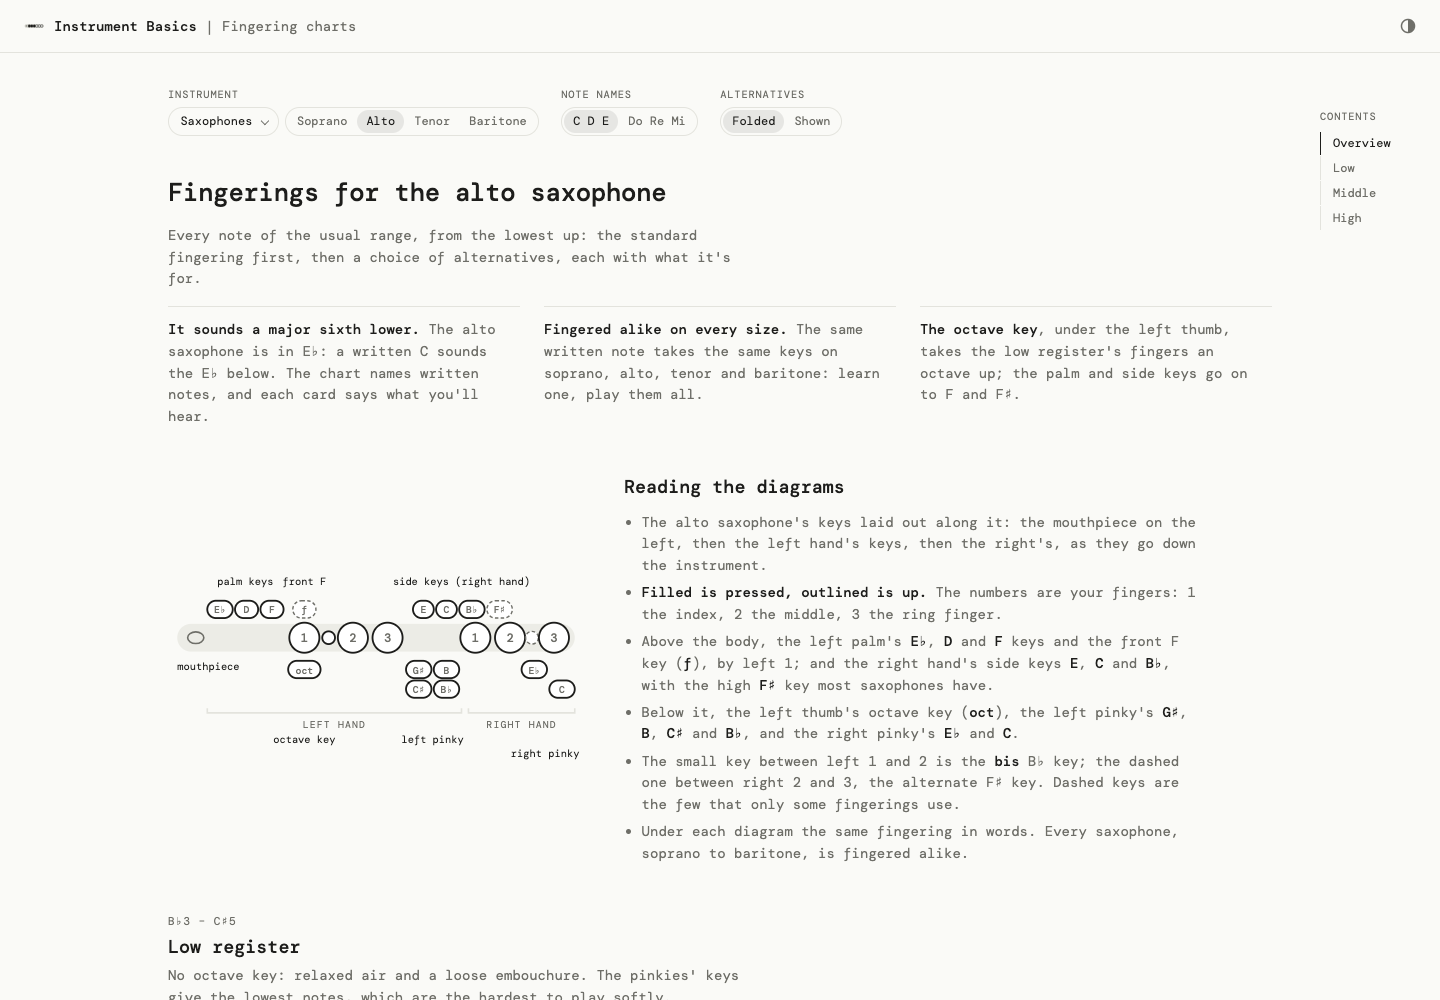 Instrument Basics | Fingering charts
INSTRUMENT
NOTE NAMES
ALTERNATIVES
Saxophones
Soprano Alto Tenor Baritone
C D E Do Re Mi
Folded Shown
CONTENTS
Overview
Low
Middle
High
Fingerings for the alto saxophone
Every note of the usual range, from the lowest up: the standard
fingering first, then a choice of alternatives, each with what it's
for.
It sounds a major sixth lower. The alto
saxophone is in E♭: a written C sounds
the E♭ below. The chart names written
notes, and each card says what you'll
hear.
Fingered alike on every size. The same
written note takes the same keys on
soprano, alto, tenor and baritone: learn
one, play them all.
The octave key, under the left thumb,
takes the low register's fingers an
octave up; the palm and side keys go on
to F and F♯.
palm keys front F side keys (right hand)
E♭ D F f E C B♭ F♯
1 2 3 1 2 3
mouthpiece
oct G♯ B E♭
C♯ B♭ C
LEFT HAND RIGHT HAND
octave key left pinky
right pinky
Reading the diagrams
• The alto saxophone's keys laid out along it: the mouthpiece on the
left, then the left hand's keys, then the right's, as they go down
the instrument.
• Filled is pressed, outlined is up. The numbers are your fingers: 1
the index, 2 the middle, 3 the ring finger.
• Above the body, the left palm's E♭, D and F keys and the front F
key (f), by left 1; and the right hand's side keys E, C and B♭,
with the high F♯ key most saxophones have.
• Below it, the left thumb's octave key (oct), the left pinky's G♯,
B, C♯ and B♭, and the right pinky's E♭ and C.
• The small key between left 1 and 2 is the bis B♭ key; the dashed
one between right 2 and 3, the alternate F♯ key. Dashed keys are
the few that only some fingerings use.
• Under each diagram the same fingering in words. Every saxophone,
soprano to baritone, is fingered alike.
B♭3 – C♯5
Low register
No octave key: relaxed air and a loose embouchure. The pinkies' keys
give the lowest notes, which are the hardest to play softly.